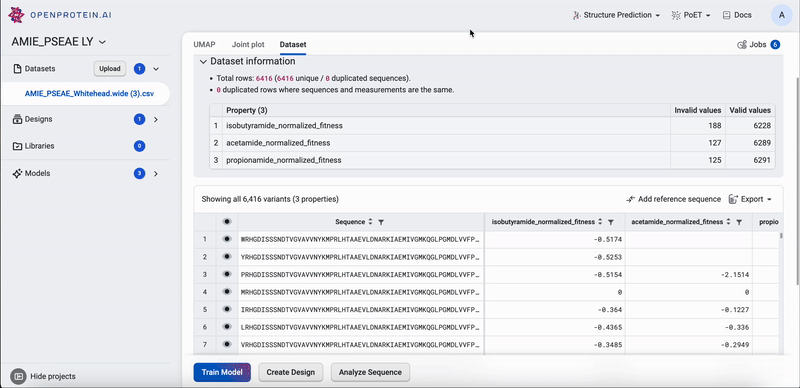 OPENPROTEIN.AI
Structure Prediction
PoET
Docs
A
AMIE_PSEAE LY
UMAP
Joint plot
Dataset
Jobs 6
Datasets
Upload
1
AMIE_PSEAE_Whitehead.wide (3).csv
Designs
1
Libraries
0
Models
3
Dataset information
• Total rows: 6416 (6416 unique / 0 duplicated sequences).
• 0 duplicated rows where sequences and measurements are the same.
Property (3) Invalid values Valid values
1 isobutyramide_normalized_fitness 188 6228
2 acetamide_normalized_fitness 127 6289
3 propionamide_normalized_fitness 125 6291
Showing all 6,416 variants (3 properties)
Add reference sequence
Export
Sequence isobutyramide_normalized_fitness acetamide_normalized_fitness propio
1 WRHGDISSSNDTVGVAVVNYKMPRLHTAAEVLDNARKIAEMIVGMKQGLPGMDLVVFP… -0.5174
2 YRHGDISSSNDTVGVAVVNYKMPRLHTAAEVLDNARKIAEMIVGMKQGLPGMDLVVFP… -0.5253
3 PRHGDISSSNDTVGVAVVNYKMPRLHTAAEVLDNARKIAEMIVGMKQGLPGMDLVVFP… -0.5154 -2.1514
4 MRHGDISSSNDTVGVAVVNYKMPRLHTAAEVLDNARKIAEMIVGMKQGLPGMDLVVFP… 0 0
5 IRHGDISSSNDTVGVAVVNYKMPRLHTAAEVLDNARKIAEMIVGMKQGLPGMDLVVFP… -0.364 -0.1227
6 LRHGDISSSNDTVGVAVVNYKMPRLHTAAEVLDNARKIAEMIVGMKQGLPGMDLVVFP… -0.4365 -0.336
7 VRHGDISSSNDTVGVAVVNYKMPRLHTAAEVLDNARKIAEMIVGMKQGLPGMDLVVFP… -0.3485 -0.2949
Hide projects
Train Model
Create Design
Analyze Sequence